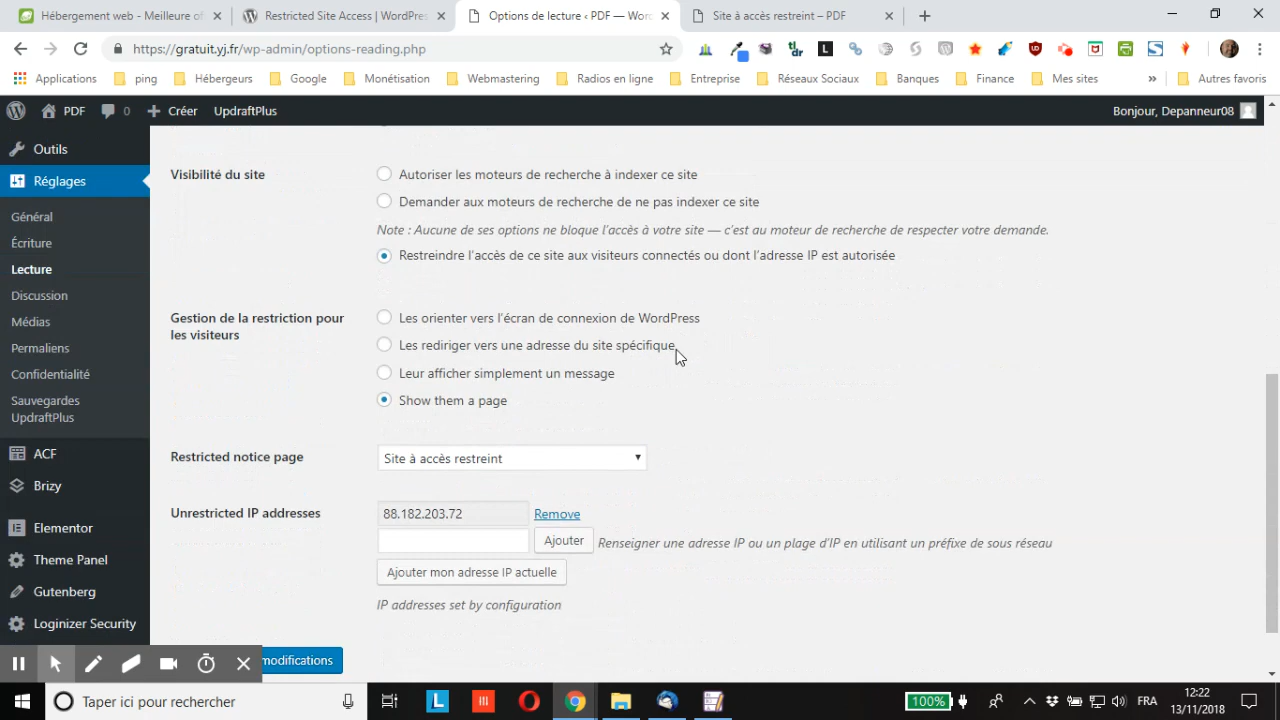 Hébergement web - Meilleure of
Restricted Site Access | WordPres
Options de lecture ‹ PDF — Wor
Site à accès restreint – PDF
https://gratuit.yj.fr/wp-admin/options-reading.php
Applications
ping
Hébergeurs
Google
Monétisation
Webmastering
Radios en ligne
Entreprise
Réseaux Sociaux
Banques
Finance
Mes sites
»
Autres favoris
PDF
0
Créer
UpdraftPlus
Bonjour, Depanneur08
Outils
Réglages
Général
Écriture
Lecture
Discussion
Médias
Permaliens
Confidentialité
Sauvegardes
UpdraftPlus
ACF
Brizy
Elementor
Theme Panel
Gutenberg
Loginizer Security
Visibilité du site
Autoriser les moteurs de recherche à indexer ce site
Demander aux moteurs de recherche de ne pas indexer ce site
Note : Aucune de ses options ne bloque l’accès à votre site — c’est au moteur de recherche de respecter votre demande.
Restreindre l’accès de ce site aux visiteurs connectés ou dont l’adresse IP est autorisée
Gestion de la restriction pour
les visiteurs
Les orienter vers l’écran de connexion de WordPress
Les rediriger vers une adresse du site spécifique
Leur afficher simplement un message
Show them a page
Restricted notice page
Site à accès restreint
Unrestricted IP addresses
88.182.203.72
Remove
Ajouter
Renseigner une adresse IP ou un plage d’IP en utilisant un préfixe de sous réseau
Ajouter mon adresse IP actuelle
IP addresses set by configuration
modifications
Taper ici pour rechercher
100%
FRA
12:22
13/11/2018